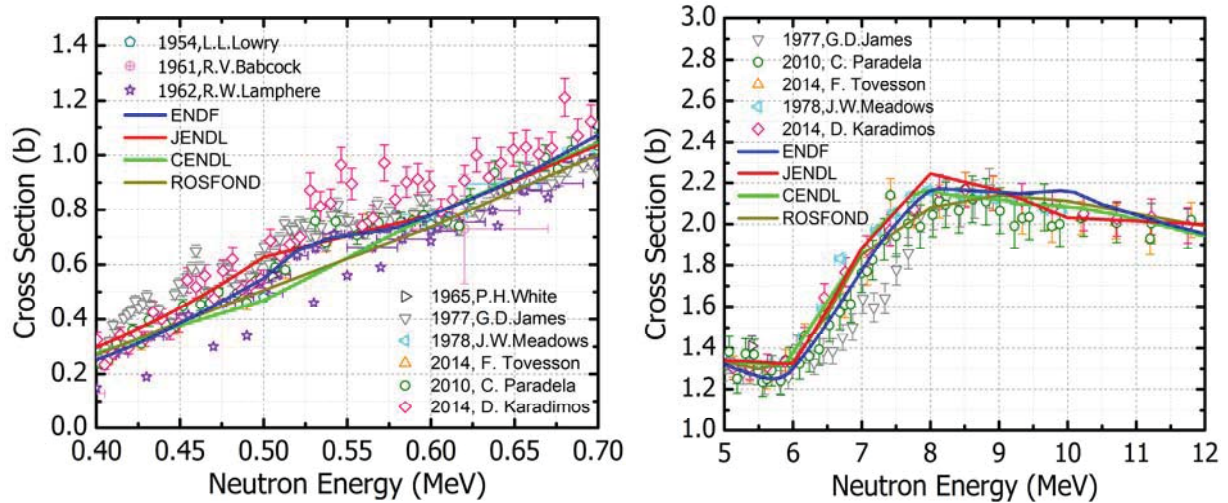 1.4
1.2
1.0
0.8
0.6
0.4
0.2
0.0
Cross Section (b)
1954,L.L.Lowry
1961,R.V.Babcock
1962,R.W.Lamphere
ENDF
JENDL
CENDL
ROSFOND
1965,P.H.White
1977,G.D.James
1978,J.W.Meadows
2014, F. Tovesson
2010, C. Paradela
2014, D. Karadimos
0.40 0.45 0.50 0.55 0.60 0.65 0.70
Neutron Energy (MeV)
3.0
2.8
2.6
2.4
2.2
2.0
1.8
1.6
1.4
1.2
1.0
Cross Section (b)
1977,G.D.James
2010, C. Paradela
2014, F. Tovesson
1978,J.W.Meadows
2014, D. Karadimos
ENDF
JENDL
CENDL
ROSFOND
5 6 7 8 9 10 11 12
Neutron Energy (MeV)